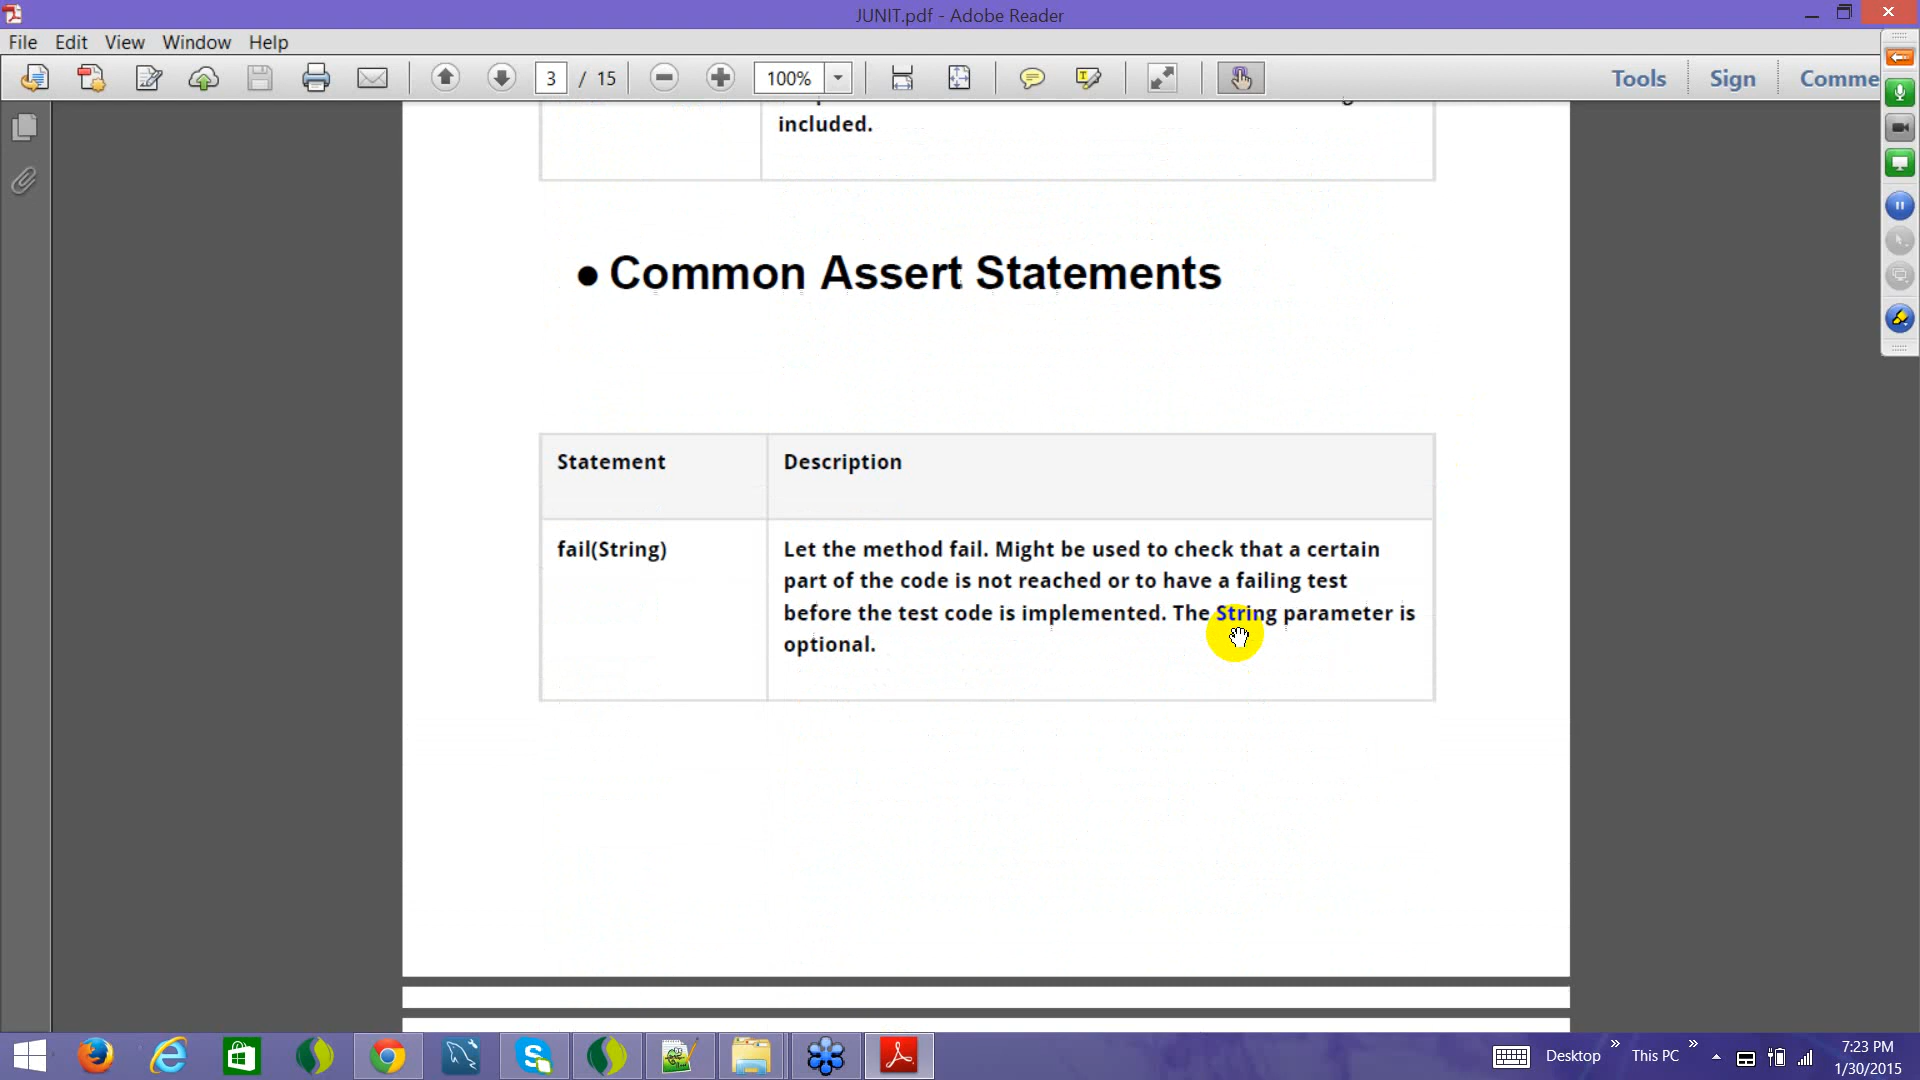 JUNIT.pdf - Adobe Reader
File Edit View Window Help
3 / 15 100% Tools Sign Comme
included.
● Common Assert Statements
Statement Description
fail(String) Let the method fail. Might be used to check that a certain
part of the code is not reached or to have a failing test
before the test code is implemented. The String parameter is
optional.
Desktop » This PC »
7:23 PM
1/30/2015